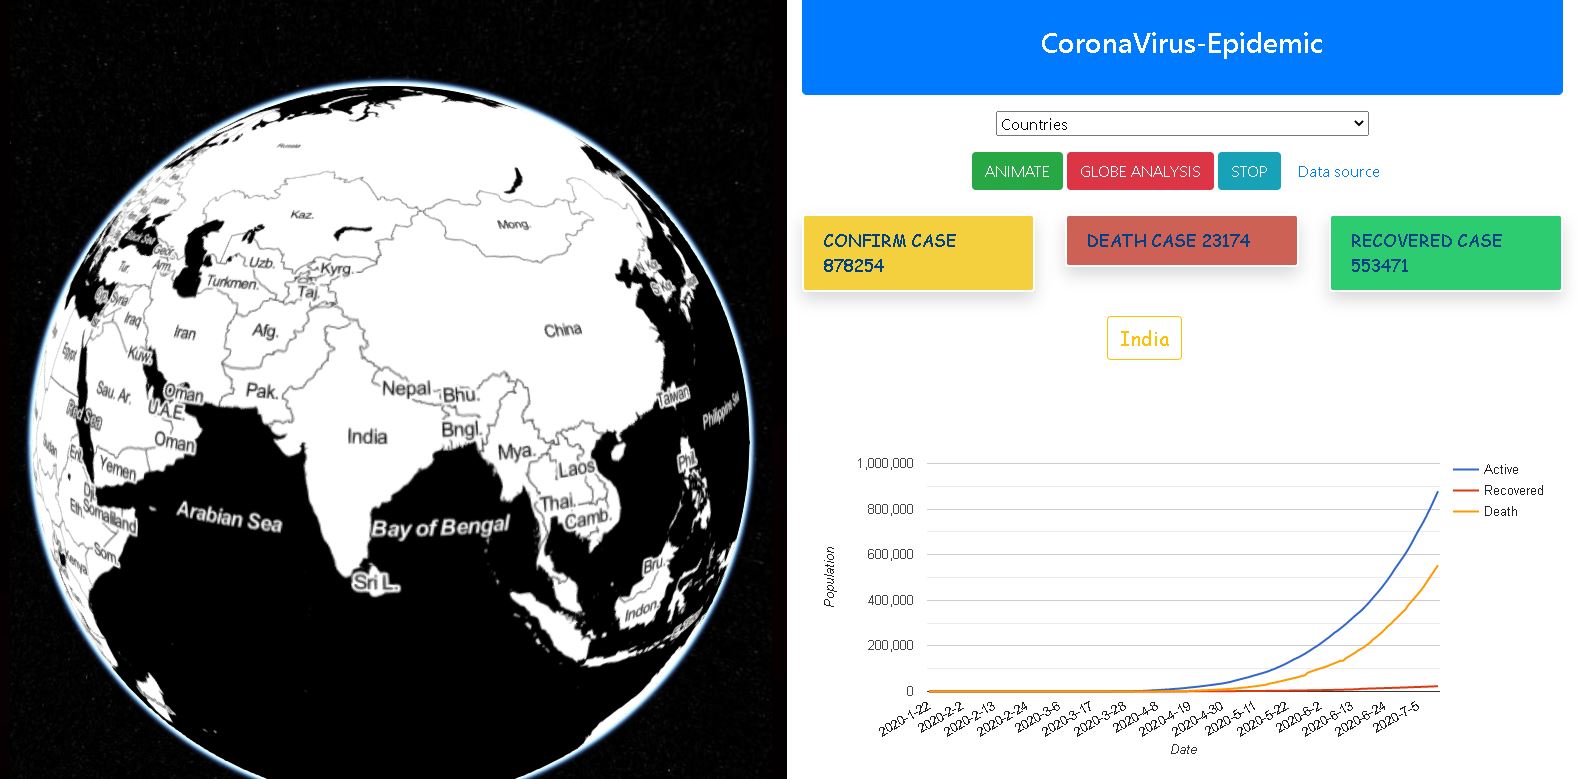 CoronaVirus-Epidemic
Countries
ANIMATE
GLOBE ANALYSIS
STOP
Data source
CONFIRM CASE
878254
DEATH CASE 23174
RECOVERED CASE
553471
India
Russia
Kaz.
Mong.
Black Sea
Geor.
Tur.
Arm.
Uzb.
Kyrg.
Turkmen.
Taj.
Syria
Iraq
Iran
Afg.
China
Egypt
Kuw.
Sau. Ar.
Oman
Pak.
Nepal
Bhu.
Taiwan
Red Sea
U.A.E.
India
Bngl.
Oman
Mya.
Yemen
Laos
Phil.
Dji.
Eth.
Somaliland
Arabian Sea
Bay of Bengal
Thai.
Camb.
Som.
Kenya
Sri L.
Bru.
Indon.
1,000,000
800,000
600,000
400,000
200,000
0
Population
2020-1-22
2020-2-2
2020-2-13
2020-2-24
2020-3-6
2020-3-17
2020-3-28
2020-4-8
2020-4-19
2020-4-30
2020-5-11
2020-5-22
2020-6-2
2020-6-13
2020-6-24
2020-7-5
Date
Active
Recovered
Death